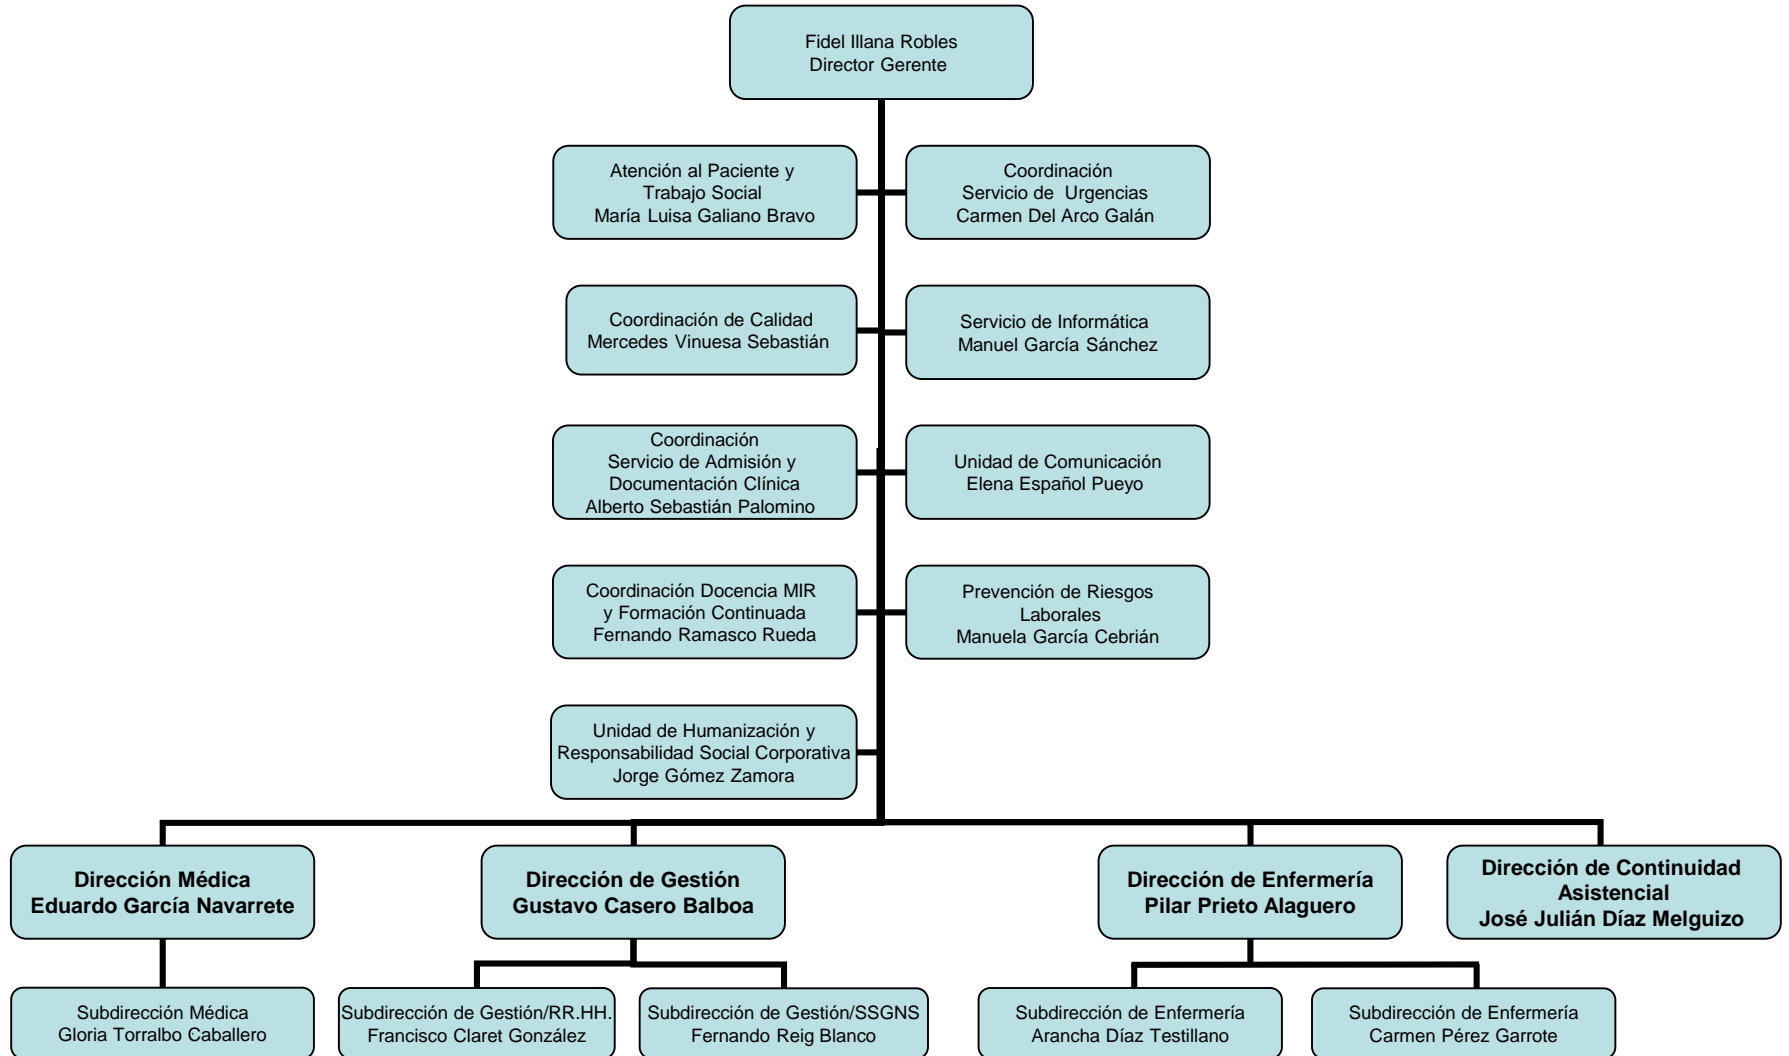 Fidel Illana Robles
Director Gerente
Atención al Paciente y
Trabajo Social
María Luisa Galiano Bravo
Coordinación
Servicio de Urgencias
Carmen Del Arco Galán
Coordinación de Calidad
Mercedes Vinuesa Sebastián
Servicio de Informática
Manuel García Sánchez
Coordinación
Servicio de Admisión y
Documentación Clínica
Alberto Sebastián Palomino
Unidad de Comunicación
Elena Español Pueyo
Coordinación Docencia MIR
y Formación Continuada
Fernando Ramasco Rueda
Prevención de Riesgos
Laborales
Manuela García Cebrián
Unidad de Humanización y
Responsabilidad Social Corporativa
Jorge Gómez Zamora
Dirección Médica
Eduardo García Navarrete
Dirección de Gestión
Gustavo Casero Balboa
Dirección de Enfermería
Pilar Prieto Alaguero
Dirección de Continuidad
Asistencial
José Julián Díaz Melguizo
Subdirección Médica
Gloria Torralbo Caballero
Subdirección de Gestión/RR.HH.
Francisco Claret González
Subdirección de Gestión/SSGNS
Fernando Reig Blanco
Subdirección de Enfermería
Arancha Díaz Testillano
Subdirección de Enfermería
Carmen Pérez Garrote